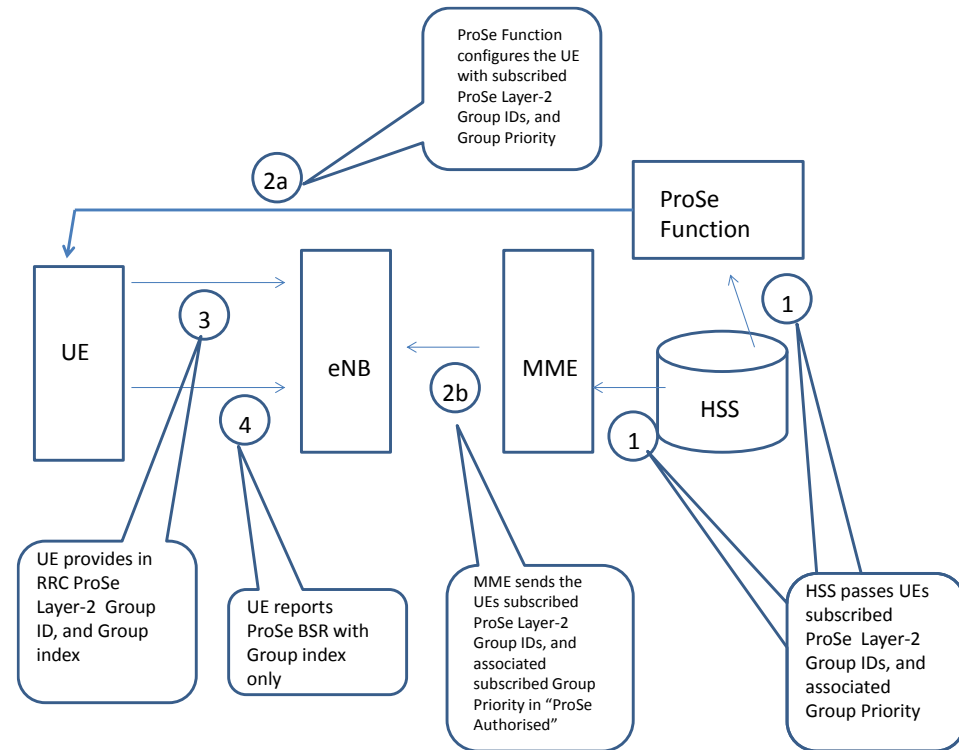 ProSe Function
configures the UE
with subscribed
ProSe Layer-2
Group IDs, and
Group Priority
2a
ProSe
Function
1
UE
3
eNB
MME
HSS
2b
4
1
UE provides in
RRC ProSe
Layer-2 Group
ID, and Group
index
UE reports
ProSe BSR with
Group index
only
MME sends the
UEs subscribed
ProSe Layer-2
Group IDs, and
associated
subscribed Group
Priority in “ProSe
Authorised”
HSS passes UEs
subscribed
ProSe Layer-2
Group IDs, and
associated
Group Priority